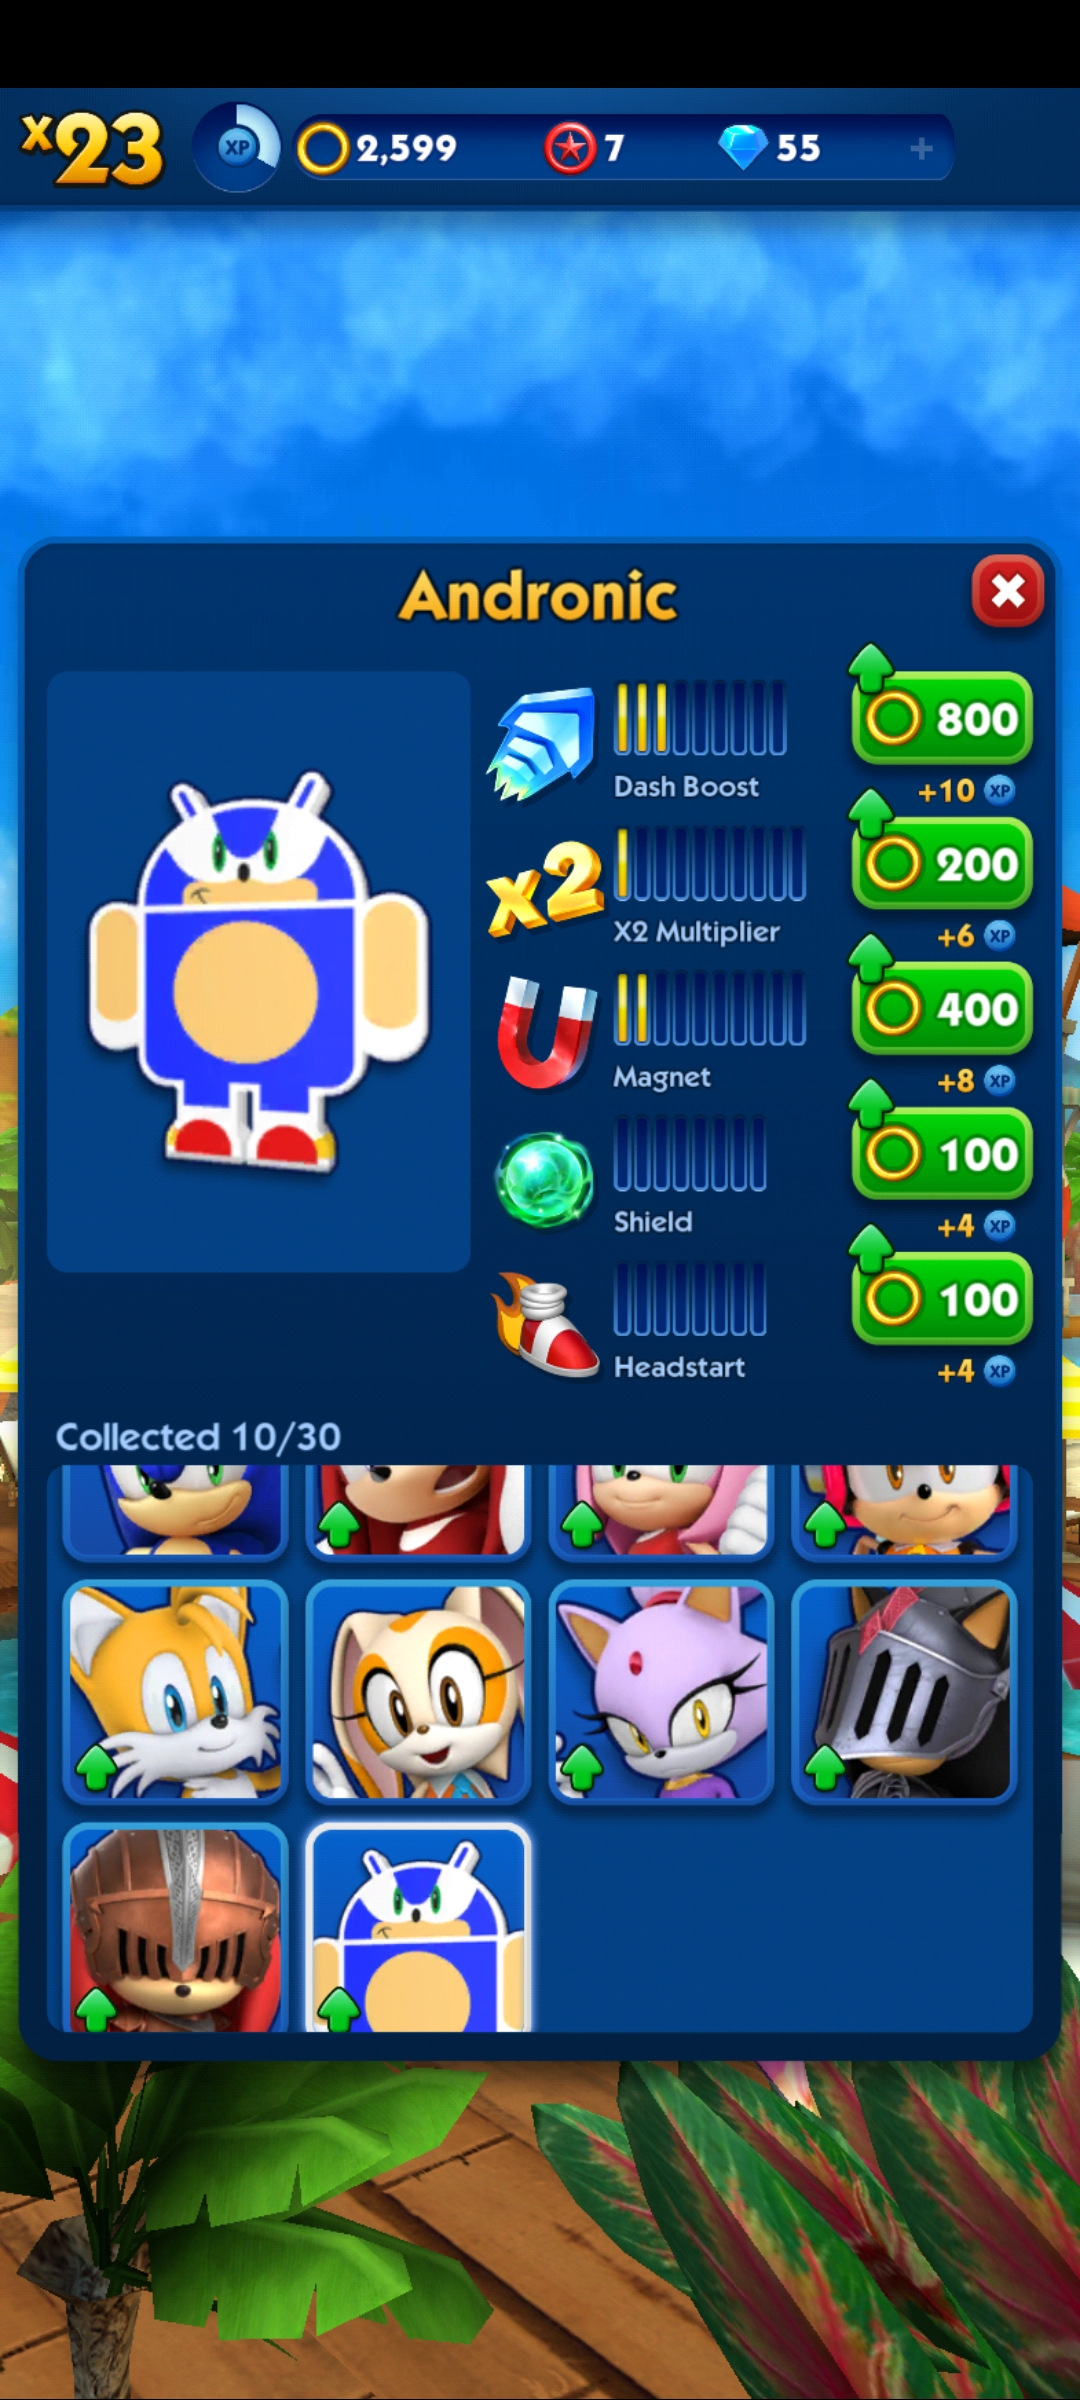 x23
XP
2,599
7
55
+
Andronic
Dash Boost
800
+10 XP
x2
X2 Multiplier
200
+6 XP
Magnet
400
+8 XP
Shield
100
+4 XP
Headstart
100
+4 XP
Collected 10/30